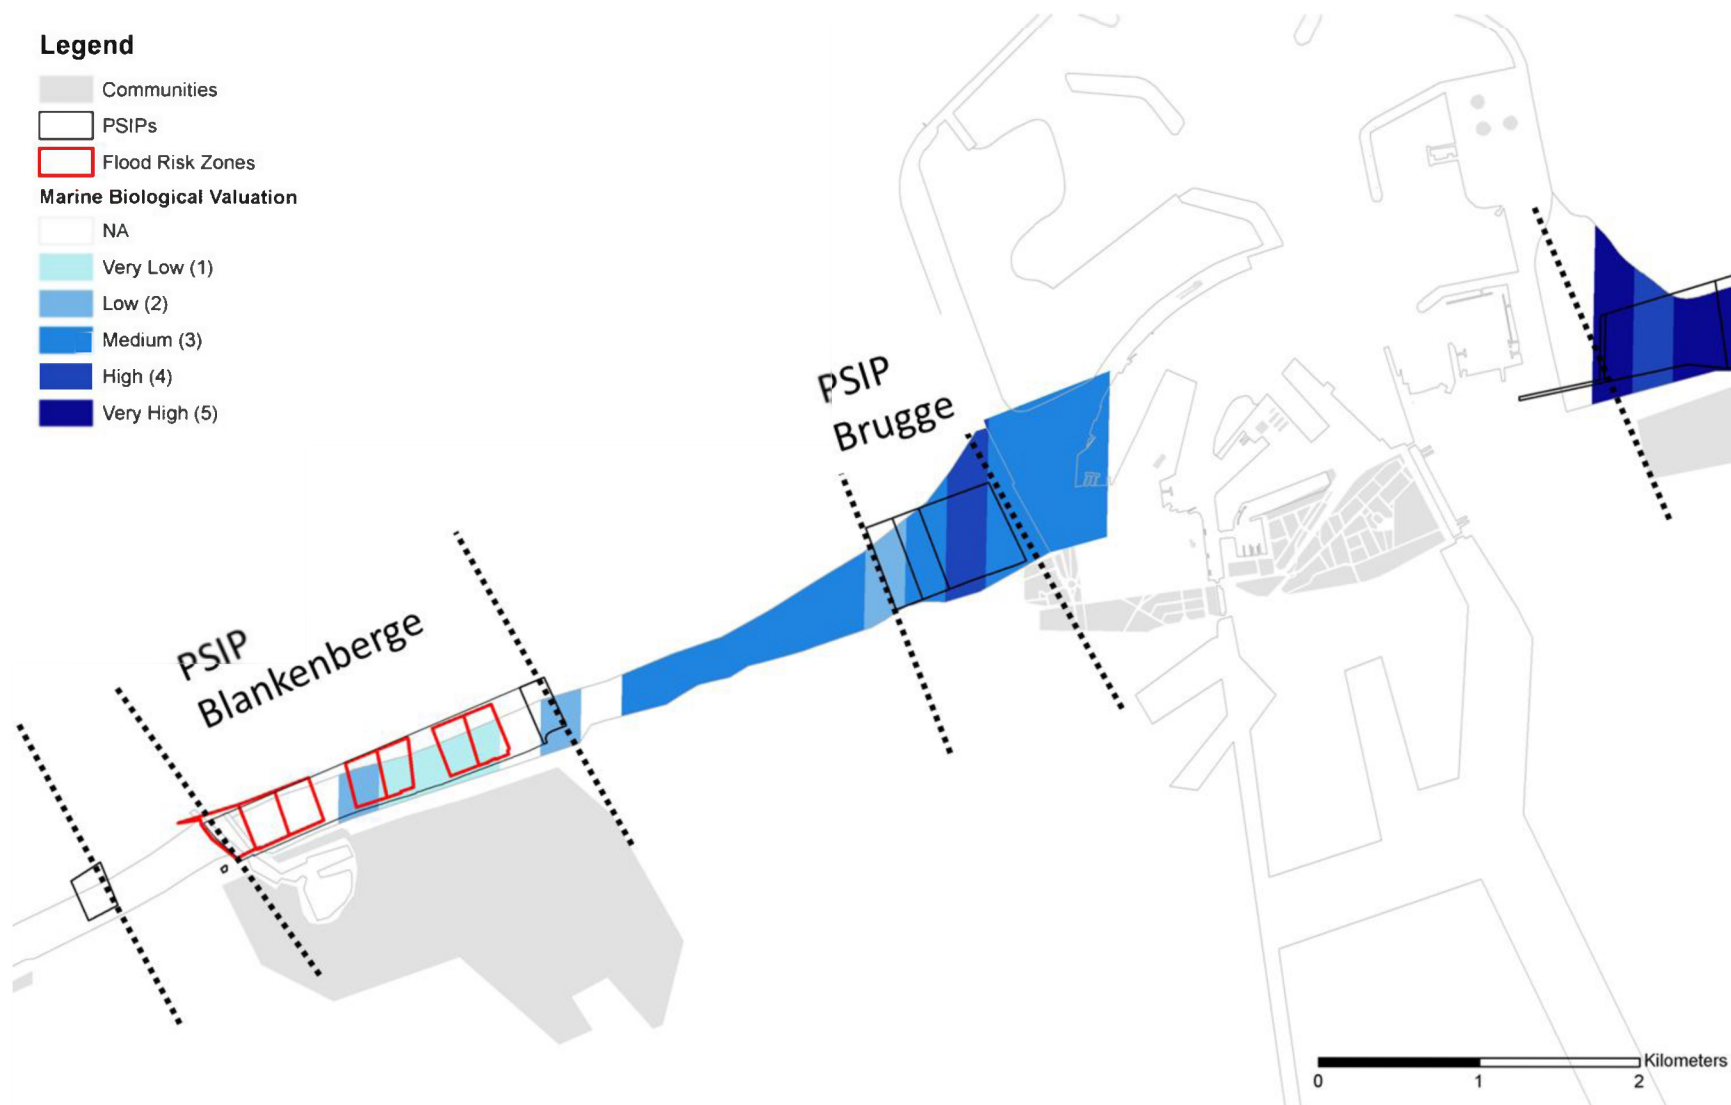 Legend
Communities
PSIPs
Flood Risk Zones
Marine Biological Valuation
NA
Very Low (1)
Low (2)
Medium (3)
High (4)
Very High (5)
PSIP
Brugge
PSIP
Blankenberge
Kilometers
0 1 2